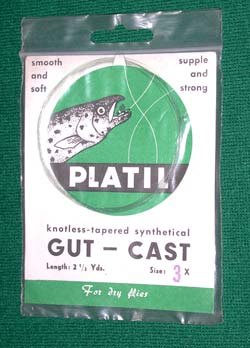 smooth and soft
supple and strong
PLATIL
knotless-tapered synthetical
GUT – CAST
Length: 2 1/2 Yds. Size: 3 X
For dry flies